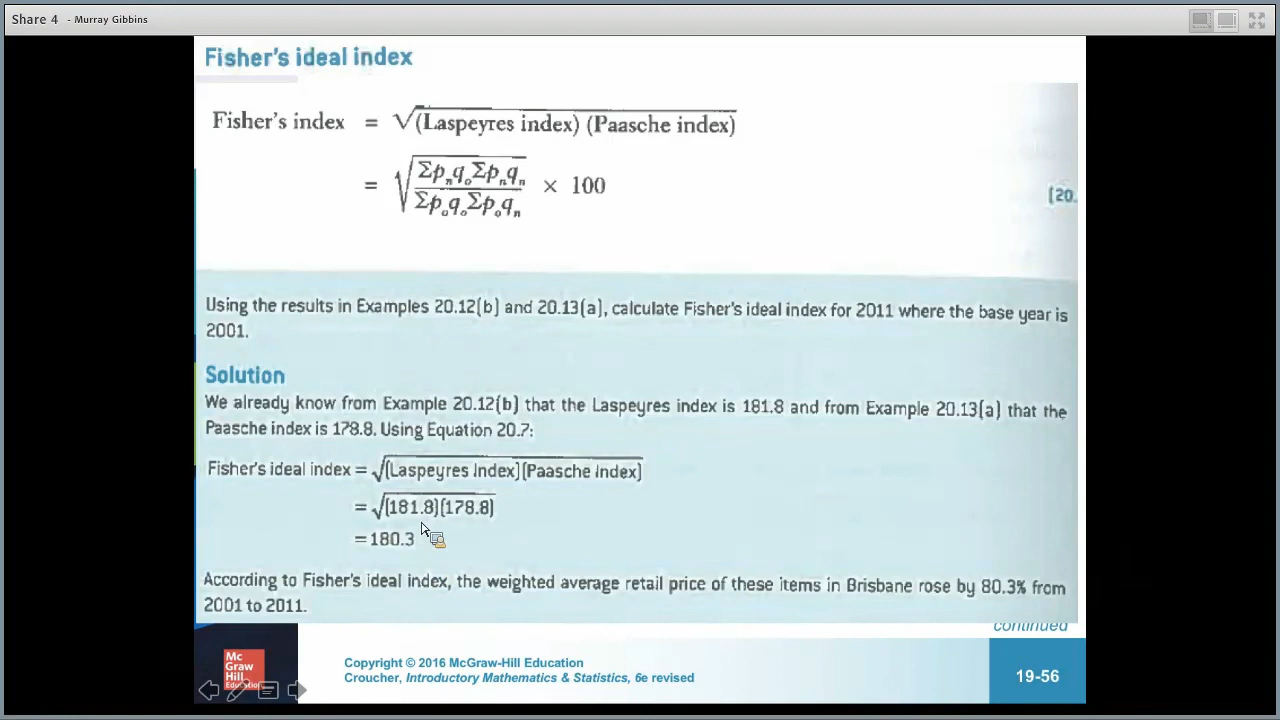 Share 4 - Murray Gibbins
Fisher's ideal index
Fisher's index = √(Laspeyres index) (Paasche index)
= √ΣpₙqₒΣpₙqₙ / ΣpₒqₒΣpₒqₙ × 100
[20.
Using the results in Examples 20.12(b) and 20.13(a), calculate Fisher's ideal index for 2011 where the base year is
2001.
Solution
We already know from Example 20.12(b) that the Laspeyres index is 181.8 and from Example 20.13(a) that the
Paasche index is 178.8. Using Equation 20.7:
Fisher's ideal index = √(Laspeyres index)(Paasche index)
= √(181.8)(178.8)
= 180.3
According to Fisher's ideal index, the weighted average retail price of these items in Brisbane rose by 80.3% from
2001 to 2011.
continued
Mc
Graw
Hill
Education
Copyright © 2016 McGraw-Hill Education
Croucher, Introductory Mathematics & Statistics, 6e revised
19-56